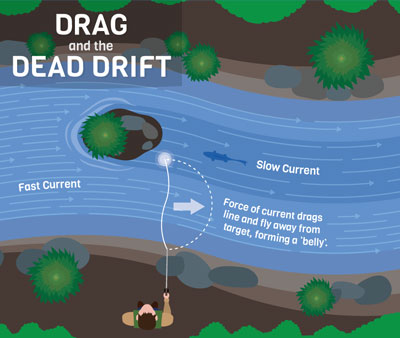 DRAG
and the
DEAD DRIFT
Slow Current
Fast Current
Force of current drags
line and fly away from
target, forming a 'belly'.